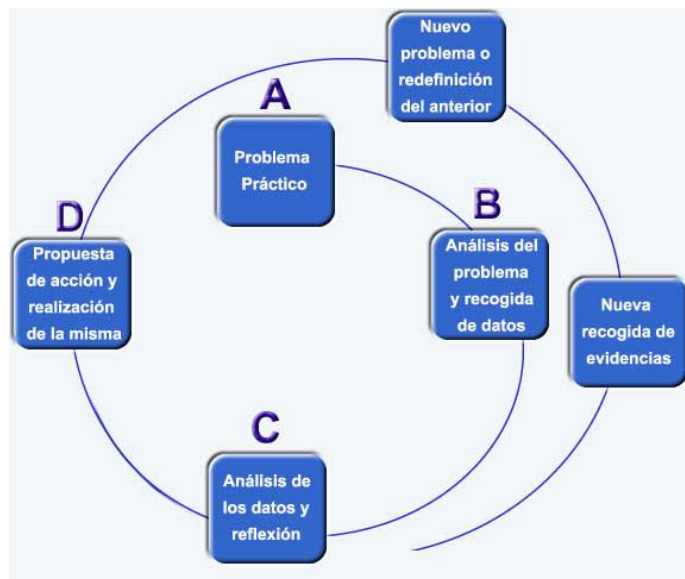 A
Problema
Práctico
B
Análisis del
problema
y recogida
de datos
C
Análisis de
los datos y
reflexión
D
Propuesta
de acción y
realización
de la misma
Nuevo
problema o
redefinición
del anterior
Nueva
recogida de
evidencias